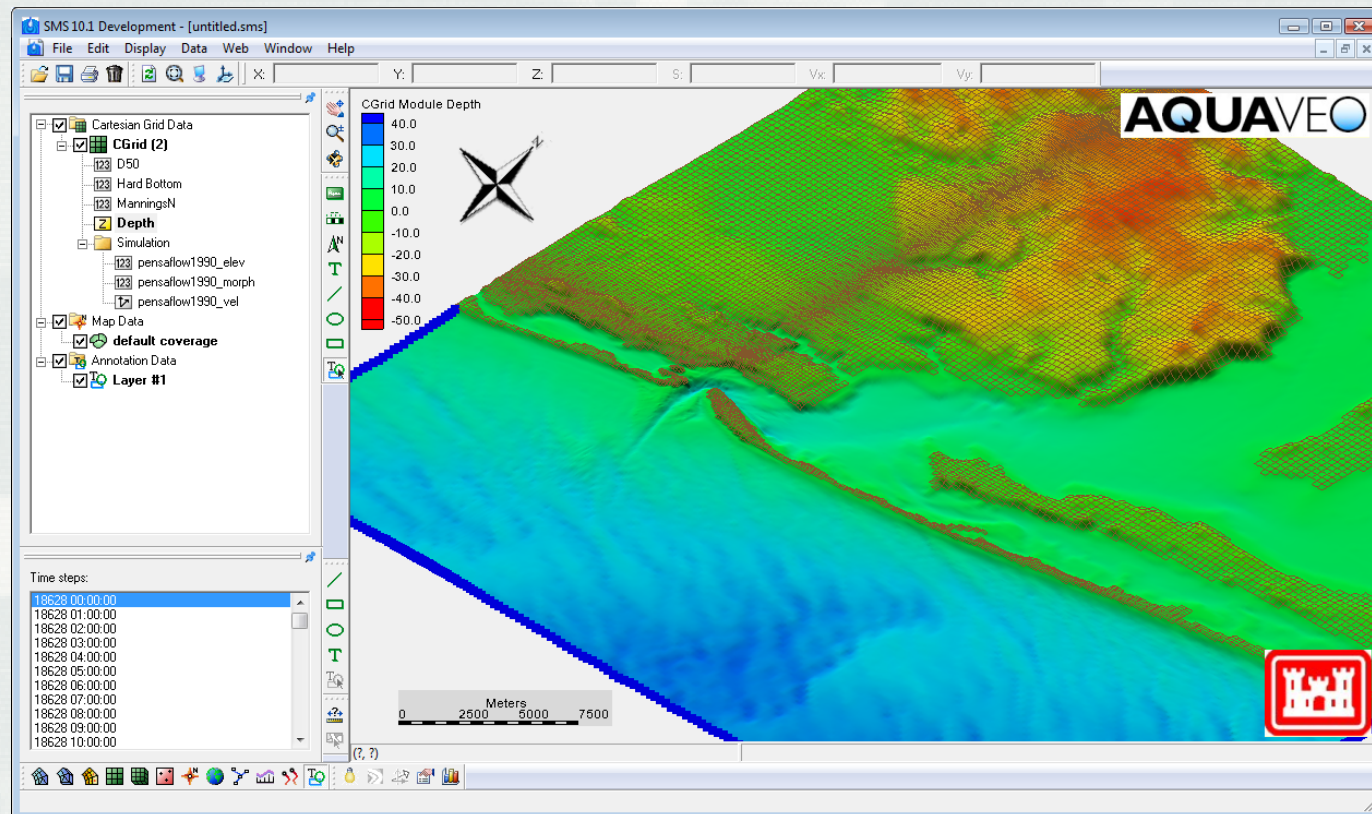 SMS 10.1 Development - [untitled.sms]
File Edit Display Data Web Window Help
X: Y: Z: S: Vx: Vy:
Cartesian Grid Data
CGrid (2)
123 D50
123 Hard Bottom
123 ManningsN
Z Depth
Simulation
123 pensaflow1990_elev
123 pensaflow1990_morph
pensaflow1990_vel
Map Data
default coverage
Annotation Data
Layer #1
Time steps:
18628 00:00:00
18628 01:00:00
18628 02:00:00
18628 03:00:00
18628 04:00:00
18628 05:00:00
18628 06:00:00
18628 07:00:00
18628 08:00:00
18628 09:00:00
18628 10:00:00
CGrid Module Depth
40.0
30.0
20.0
10.0
0.0
-10.0
-20.0
-30.0
-40.0
-50.0
N
AQUAVEO
Meters
0 2500 5000 7500
(?, ?)